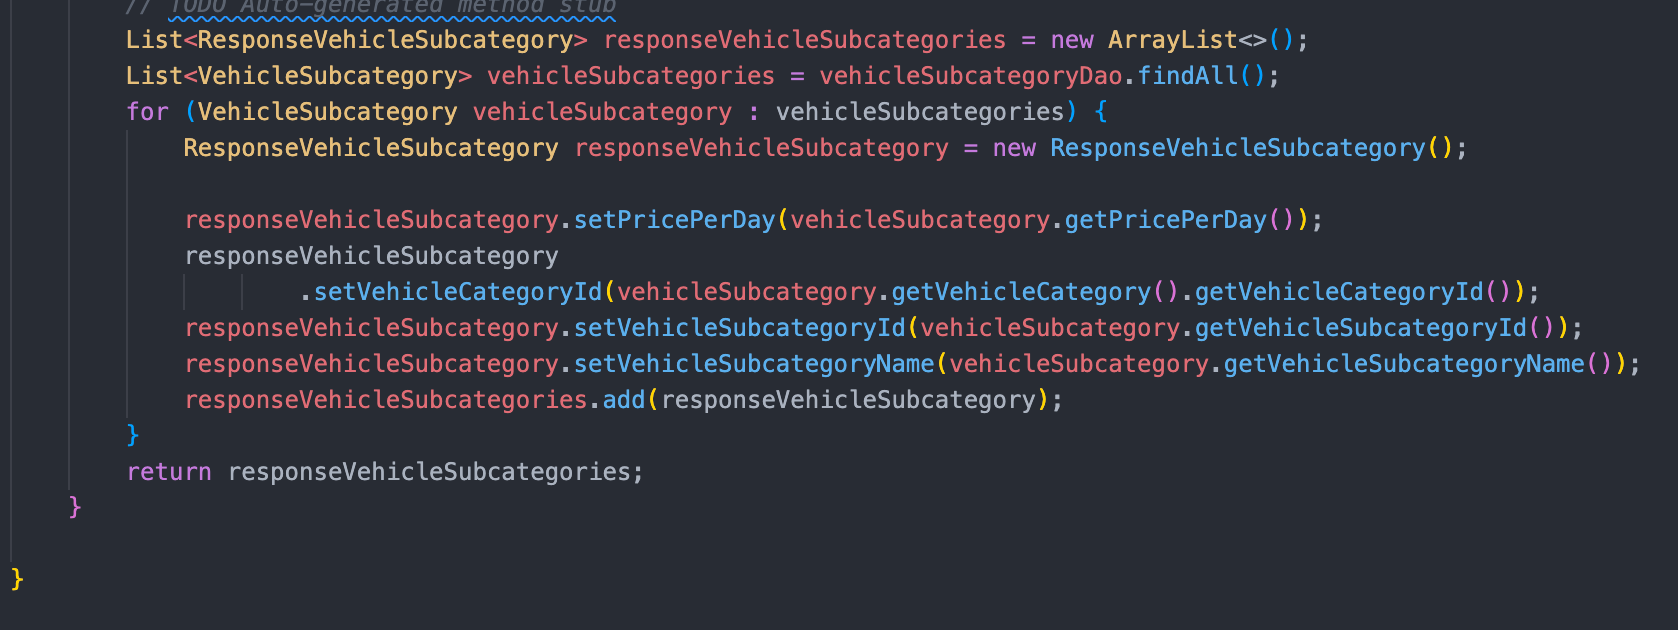 // TODO Auto-generated method stub
List<ResponseVehicleSubcategory> responseVehicleSubcategories = new ArrayList<>();
List<VehicleSubcategory> vehicleSubcategories = vehicleSubcategoryDao.findAll();
for (VehicleSubcategory vehicleSubcategory : vehicleSubcategories) {
ResponseVehicleSubcategory responseVehicleSubcategory = new ResponseVehicleSubcategory();
responseVehicleSubcategory.setPricePerDay(vehicleSubcategory.getPricePerDay());
responseVehicleSubcategory
.setVehicleCategoryId(vehicleSubcategory.getVehicleCategory().getVehicleCategoryId());
responseVehicleSubcategory.setVehicleSubcategoryId(vehicleSubcategory.getVehicleSubcategoryId());
responseVehicleSubcategory.setVehicleSubcategoryName(vehicleSubcategory.getVehicleSubcategoryName());
responseVehicleSubcategories.add(responseVehicleSubcategory);
}
return responseVehicleSubcategories;
}
}